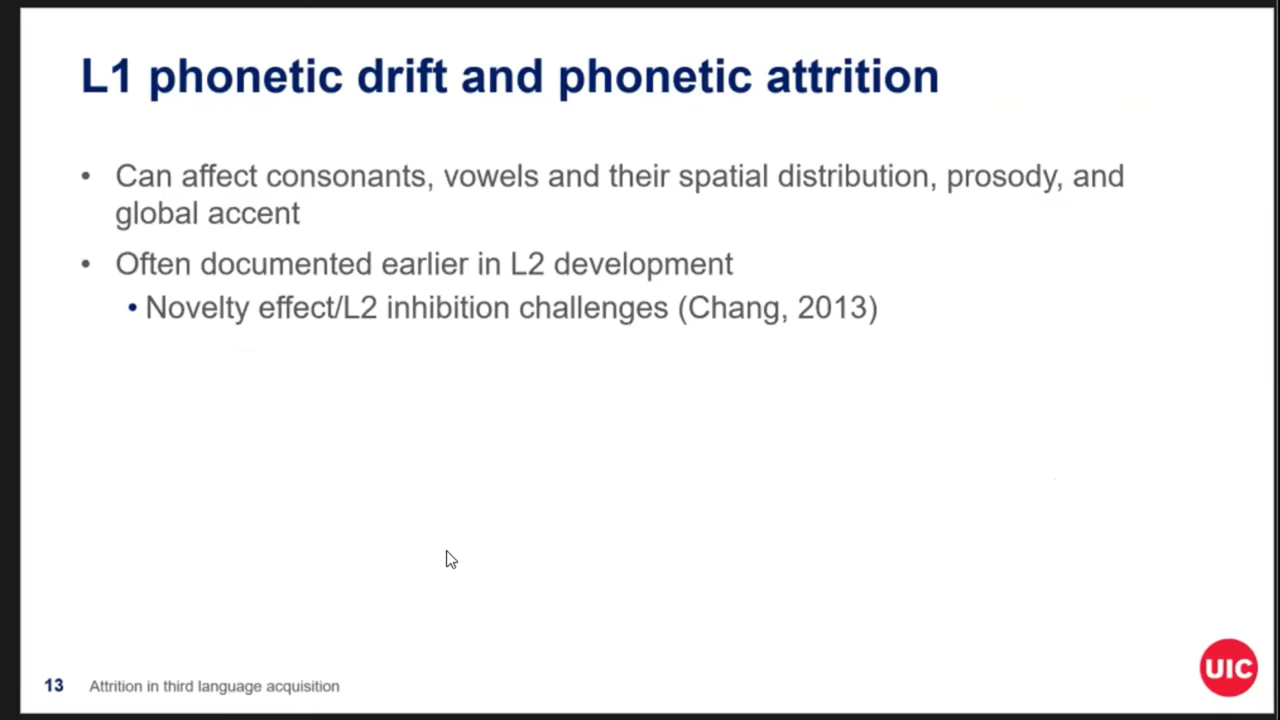 L1 phonetic drift and phonetic attrition
• Can affect consonants, vowels and their spatial distribution, prosody, and
global accent
• Often documented earlier in L2 development
• Novelty effect/L2 inhibition challenges (Chang, 2013)
13 Attrition in third language acquisition
UIC